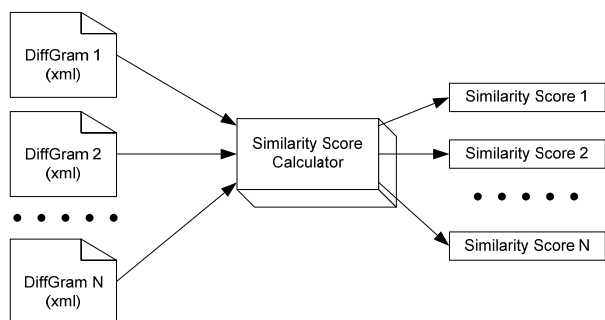 DiffGram 1
(xml)
DiffGram 2
(xml)
DiffGram N
(xml)
Similarity Score
Calculator
Similarity Score 1
Similarity Score 2
Similarity Score N